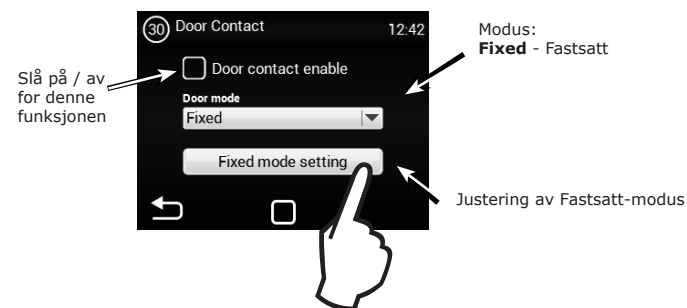 30 Door Contact 12:42
Door contact enable
Door mode
Fixed
Fixed mode setting
Slå på / av
for denne
funksjonen
Modus:
Fixed - Fastsatt
Justering av Fastsatt-modus